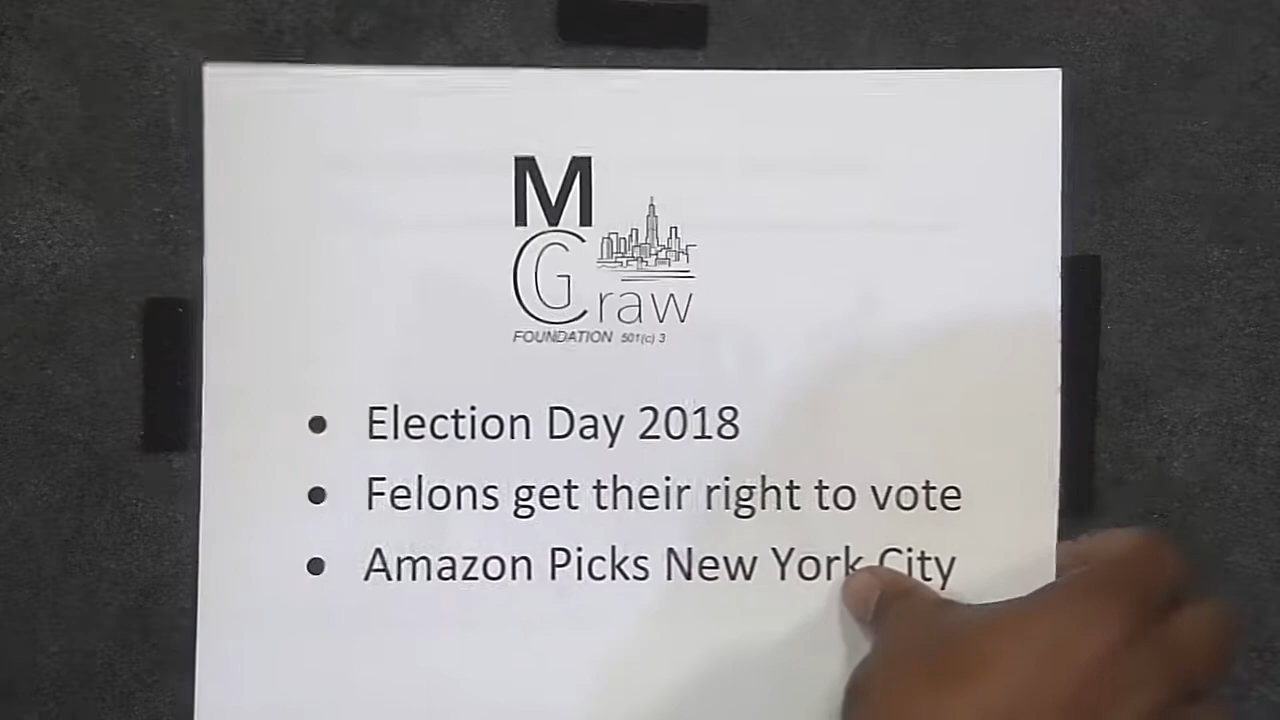 M
Graw
FOUNDATION 501(c) 3
• Election Day 2018
• Felons get their right to vote
• Amazon Picks New York City